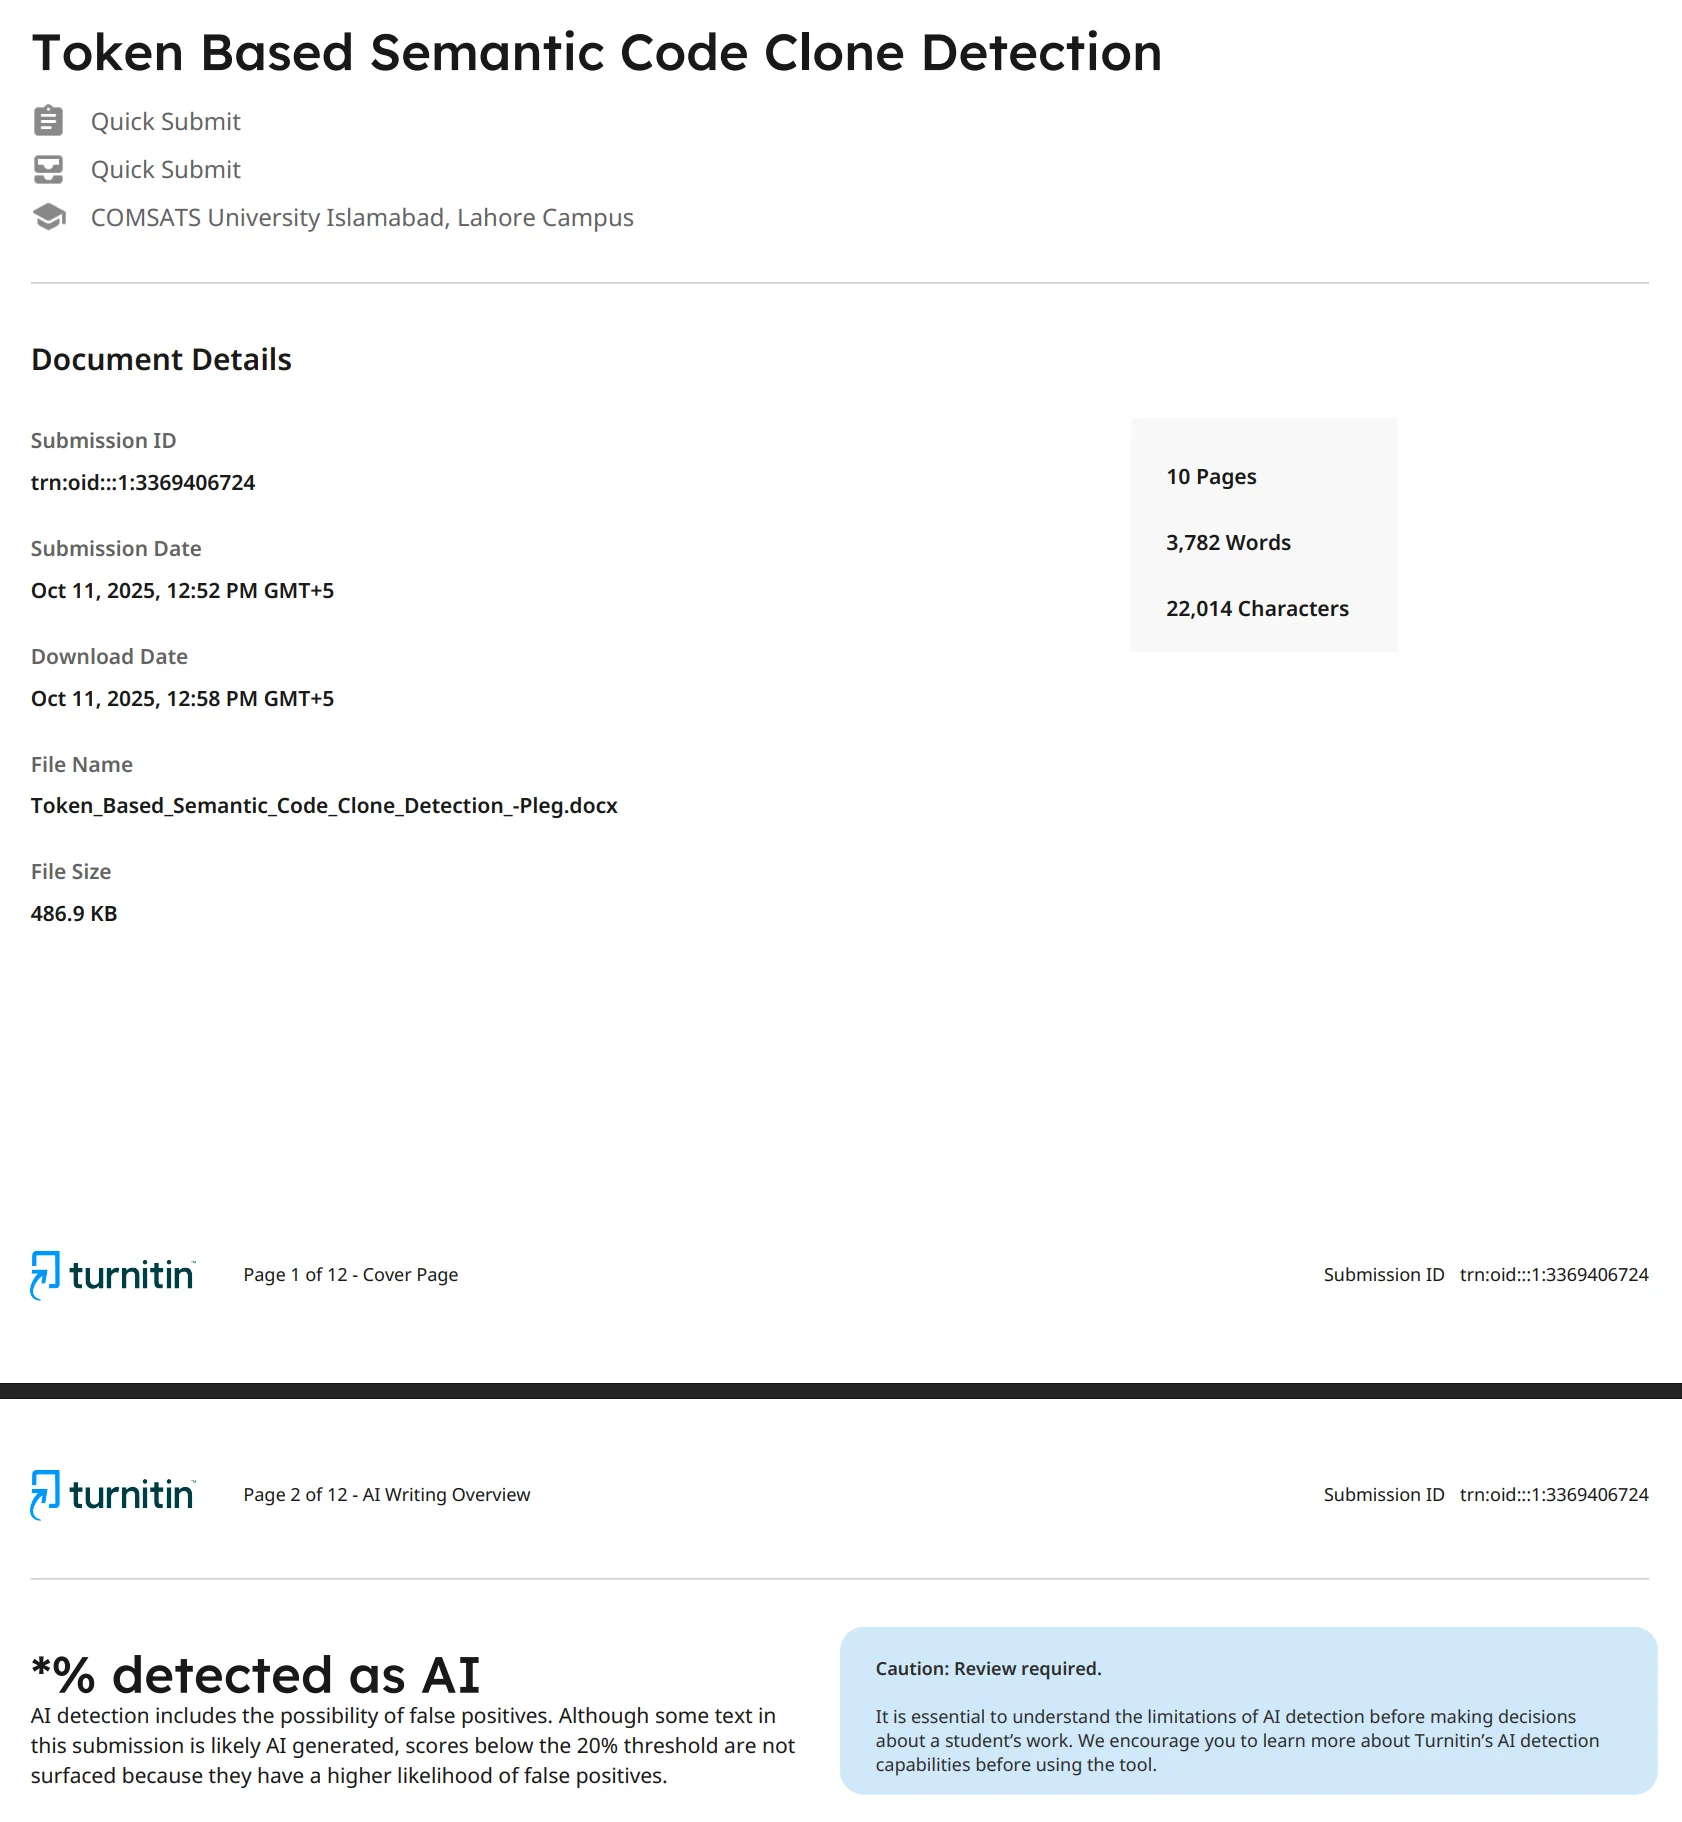 Token Based Semantic Code Clone Detection
Quick Submit
Quick Submit
COMSATS University Islamabad, Lahore Campus
Document Details
Submission ID
trn:oid:::1:3369406724
Submission Date
Oct 11, 2025, 12:52 PM GMT+5
Download Date
Oct 11, 2025, 12:58 PM GMT+5
File Name
Token_Based_Semantic_Code_Clone_Detection_-Pleg.docx
File Size
486.9 KB
10 Pages
3,782 Words
22,014 Characters
turnitin Page 1 of 12 - Cover Page Submission ID trn:oid:::1:3369406724
turnitin Page 2 of 12 - AI Writing Overview Submission ID trn:oid:::1:3369406724
*% detected as AI
AI detection includes the possibility of false positives. Although some text in
this submission is likely AI generated, scores below the 20% threshold are not
surfaced because they have a higher likelihood of false positives.
Caution: Review required.
It is essential to understand the limitations of AI detection before making decisions
about a student’s work. We encourage you to learn more about Turnitin’s AI detection
capabilities before using the tool.